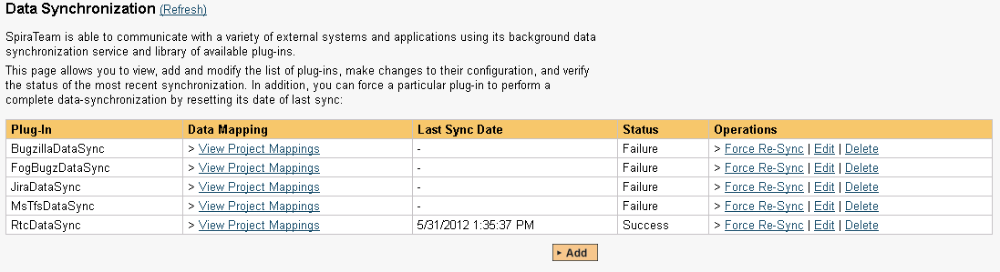 Data Synchronization (Refresh)
SpiraTeam is able to communicate with a variety of external systems and applications using its background data
synchronization service and library of available plug-ins.
This page allows you to view, add and modify the list of plug-ins, make changes to their configuration, and verify
the status of the most recent synchronization. In addition, you can force a particular plug-in to perform a
complete data-synchronization by resetting its date of last sync:
Plug-In Data Mapping Last Sync Date Status Operations
BugzillaDataSync > View Project Mappings - Failure > Force Re-Sync | Edit | Delete
FogBugzDataSync > View Project Mappings - Failure > Force Re-Sync | Edit | Delete
JiraDataSync > View Project Mappings - Failure > Force Re-Sync | Edit | Delete
MsTfsDataSync > View Project Mappings - Failure > Force Re-Sync | Edit | Delete
RtcDataSync > View Project Mappings 5/31/2012 1:35:37 PM Success > Force Re-Sync | Edit | Delete
Add